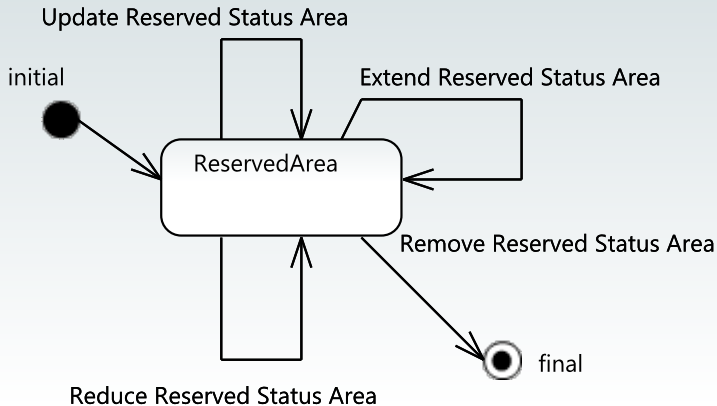 Update Reserved Status Area
initial
Extend Reserved Status Area
ReservedArea
Remove Reserved Status Area
final
Reduce Reserved Status Area